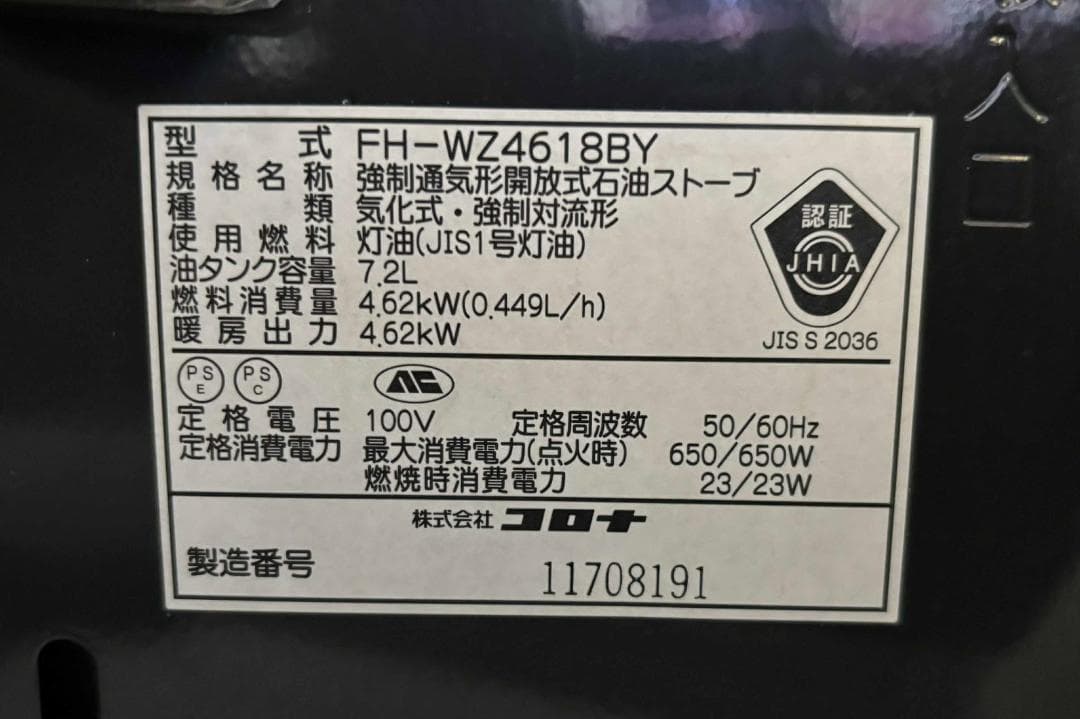 型式 FH-WZ4618BY
規格名称 強制通気形開放式石油ストーブ
種類 気化式・強制対流形
使用燃料 灯油(JIS1号灯油)
油タンク容量 7.2L
燃料消費量 4.62kW(0.449L/h)
暖房出力 4.62kW
認証
JHIA
JIS S 2036
PS E PS C
定格電圧 100V 定格周波数 50/60Hz
定格消費電力 最大消費電力(点火時) 650/650W
燃焼時消費電力 23/23W
株式会社 コロナ
製造番号 11708191